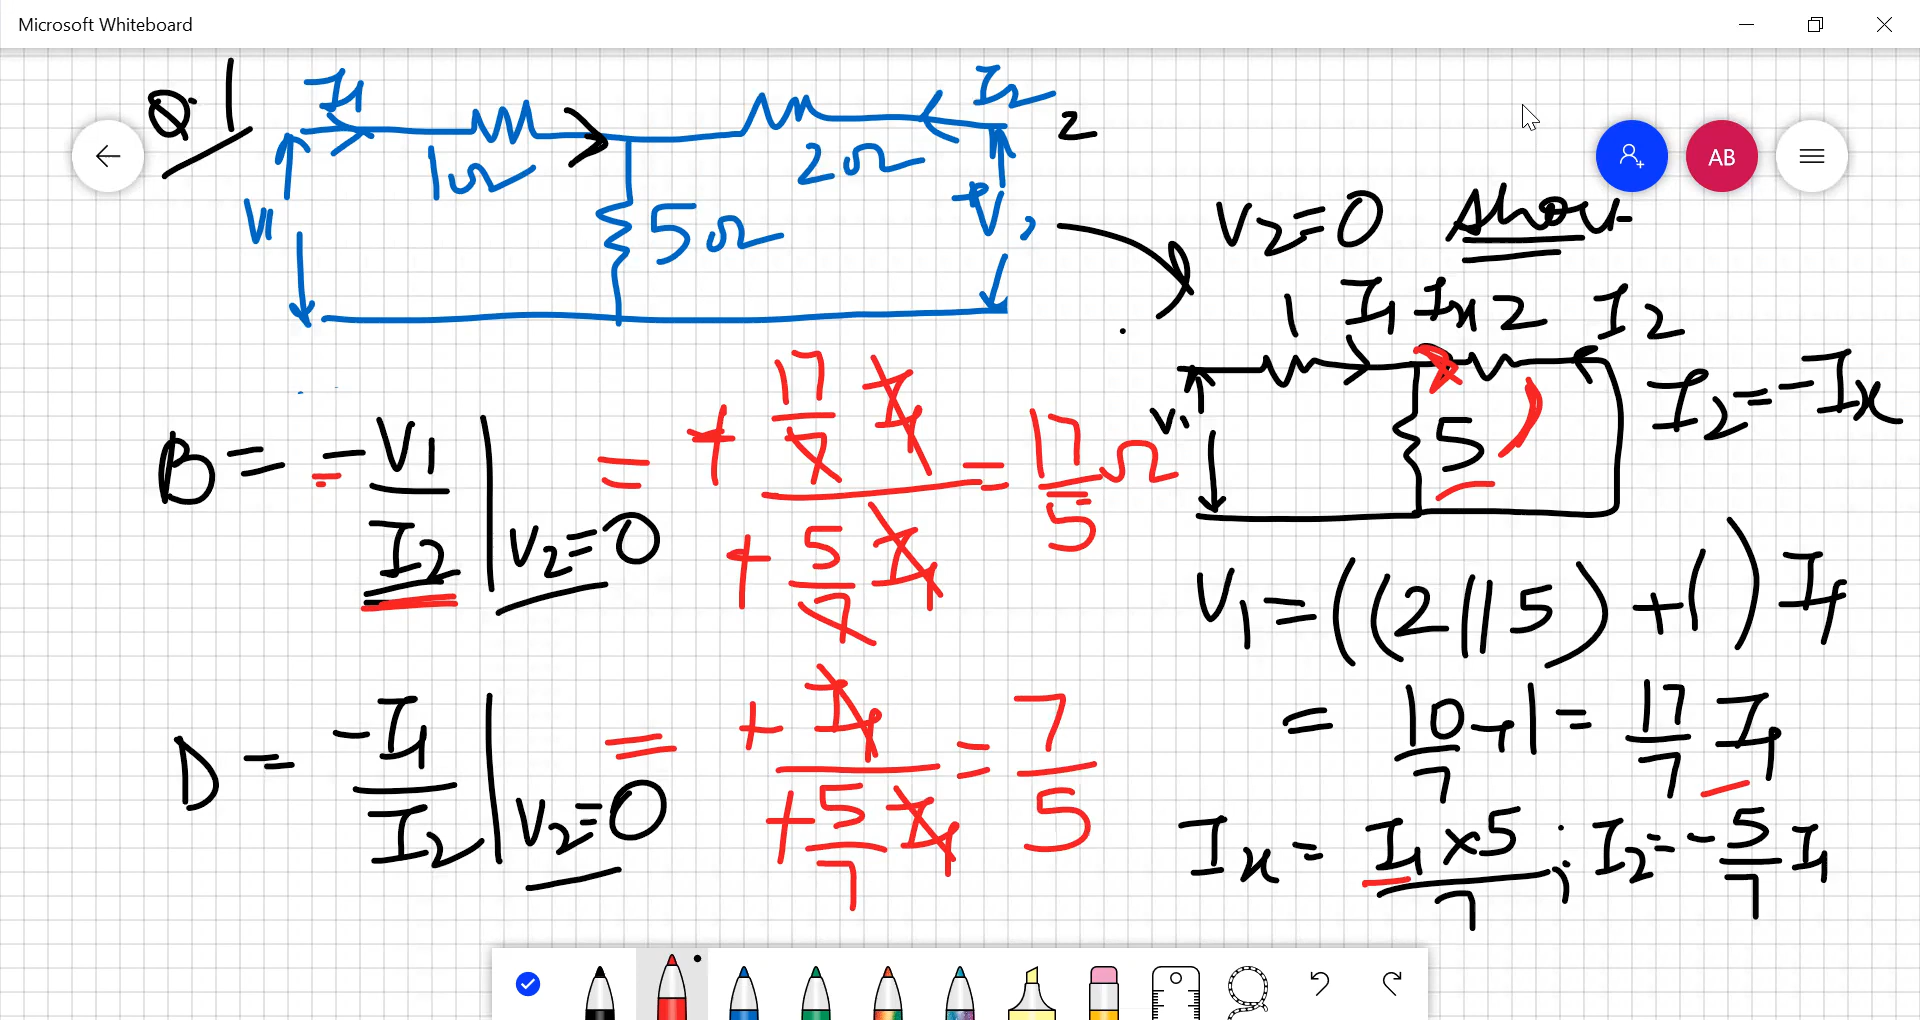 Microsoft Whiteboard
Q.1
I1
I2
1Ω
2Ω
2
V1
5Ω
V2
V2=0 short
1 I1 Ix 2 I2
V1
5
I2=-Ix
B = -V1/I2 | V2=0 = + 17/7 I1 / + 5/7 I1 = 17/5 Ω
V1=((2||5)+1)I1
= 10/7+1= 17/7 I1
D = -I1/I2 | V2=0 = + I1 / + 5/7 I1 = 7/5
Ix = I1×5/7 ; I2=-5/7 I1
AB